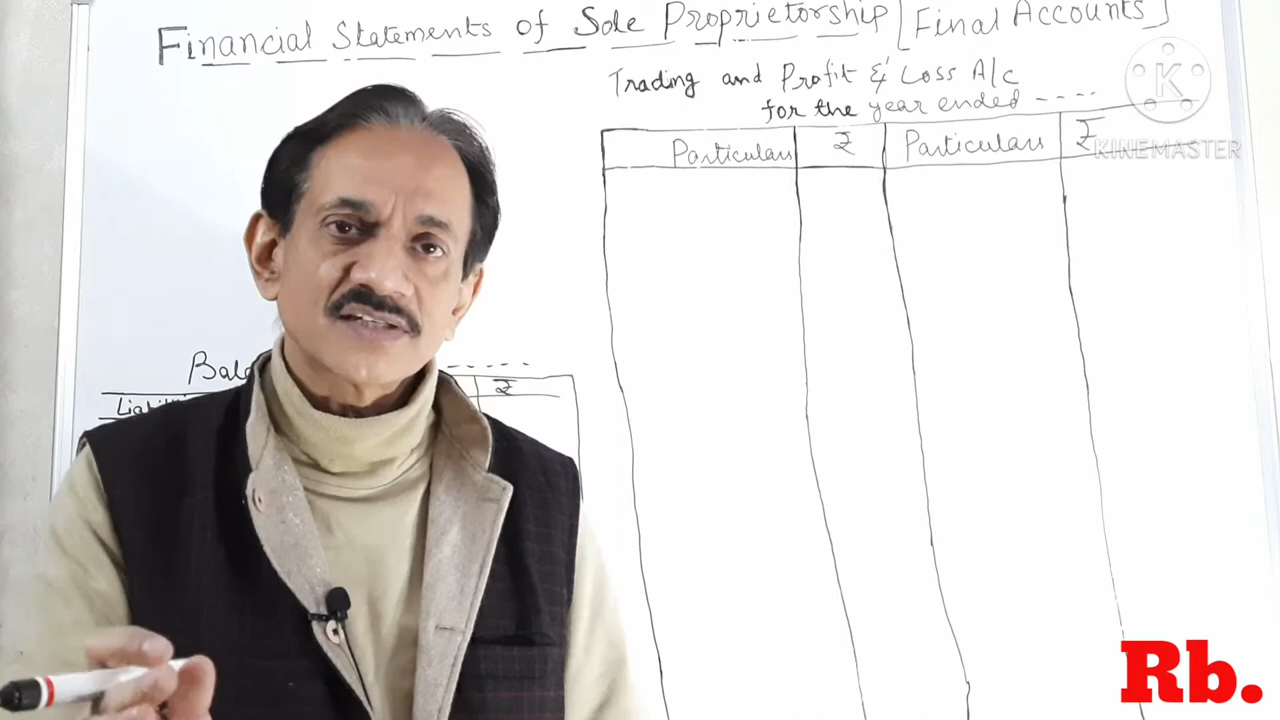 Financial Statements of Sole Proprietorship [Final Accounts]
Trading and Profit & Loss A/c
for the year ended ----
Particulars ₹ Particulars ₹
K
KINEMASTER
----- 
₹
Rb.